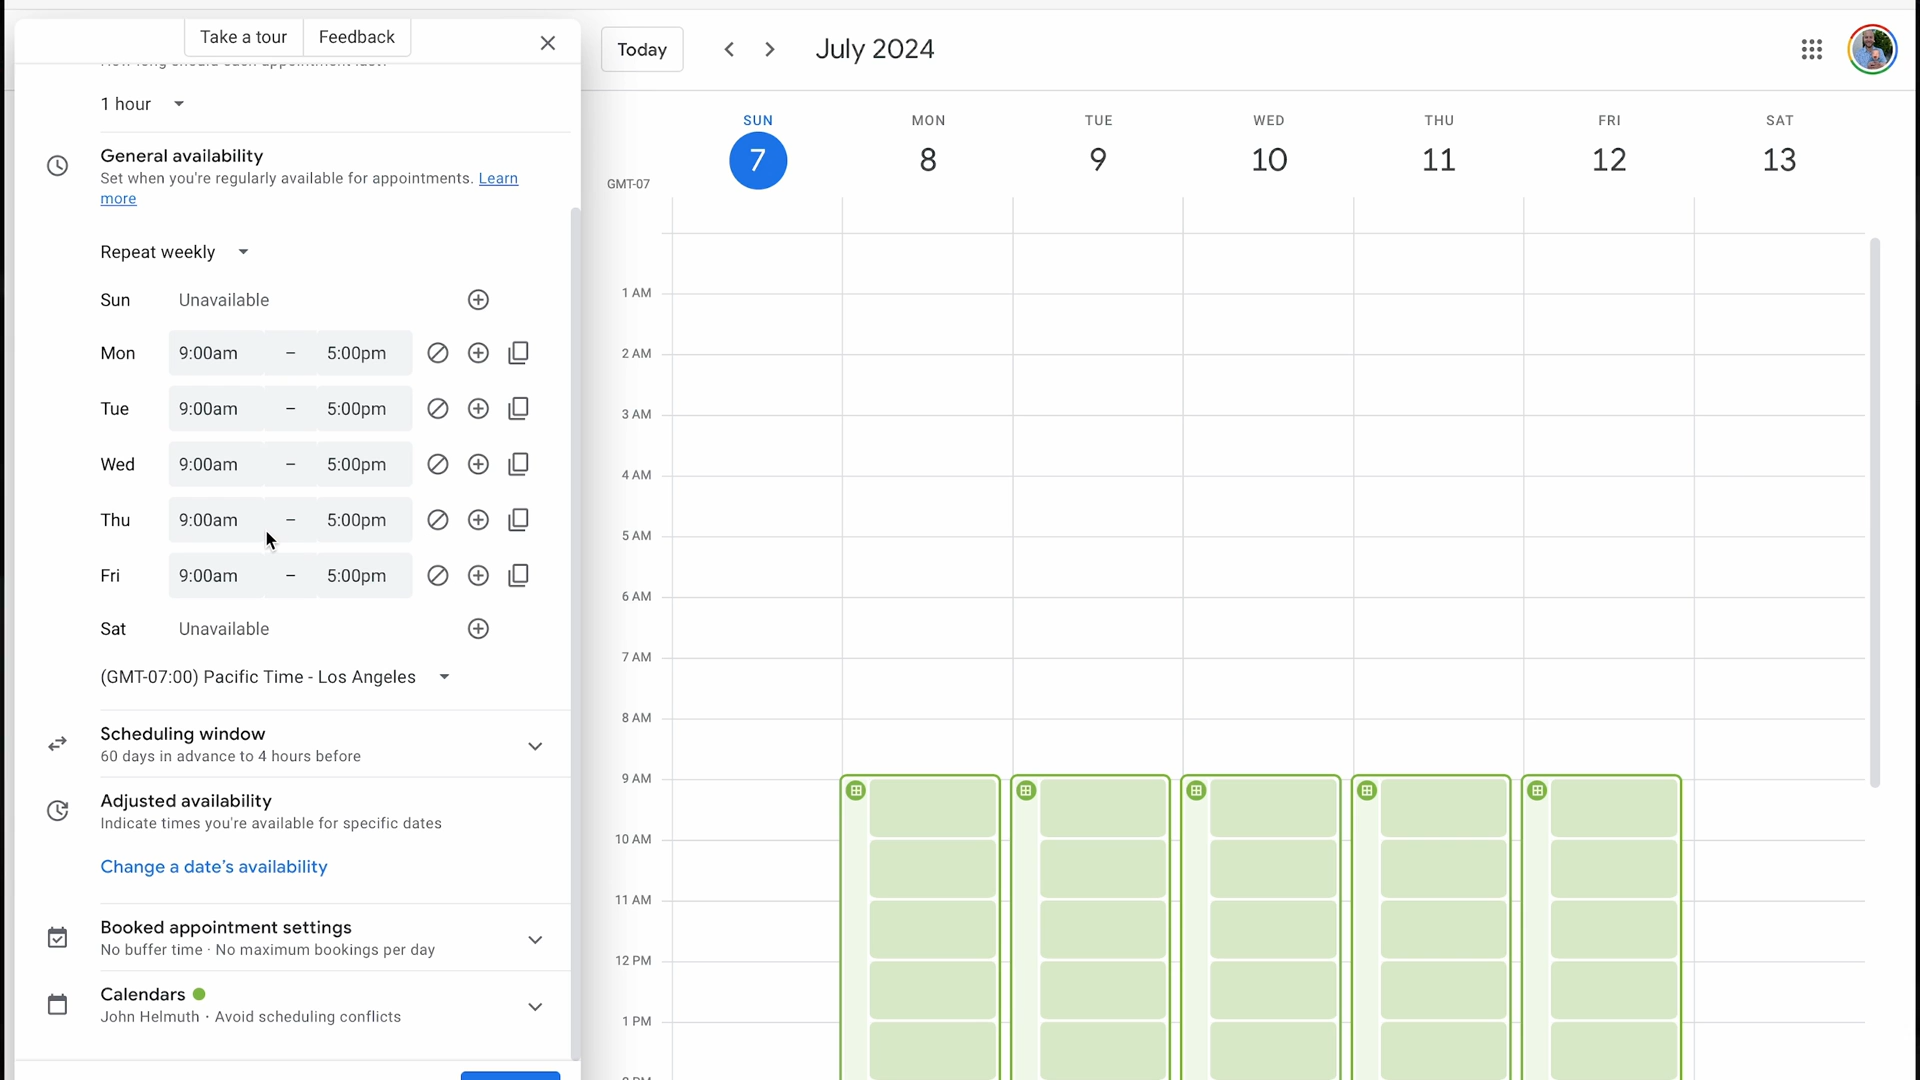 Take a tour
Feedback
How long should each appointment last?
1 hour
General availability
Set when you're regularly available for appointments. Learn
more
Repeat weekly
Sun Unavailable
Mon 9:00am – 5:00pm
Tue 9:00am – 5:00pm
Wed 9:00am – 5:00pm
Thu 9:00am – 5:00pm
Fri 9:00am – 5:00pm
Sat Unavailable
(GMT-07:00) Pacific Time - Los Angeles
Scheduling window
60 days in advance to 4 hours before
Adjusted availability
Indicate times you're available for specific dates
Change a date's availability
Booked appointment settings
No buffer time · No maximum bookings per day
Calendars
John Helmuth · Avoid scheduling conflicts
Today
July 2024
SUN MON TUE WED THU FRI SAT
7 8 9 10 11 12 13
GMT-07
1 AM
2 AM
3 AM
4 AM
5 AM
6 AM
7 AM
8 AM
9 AM
10 AM
11 AM
12 PM
1 PM